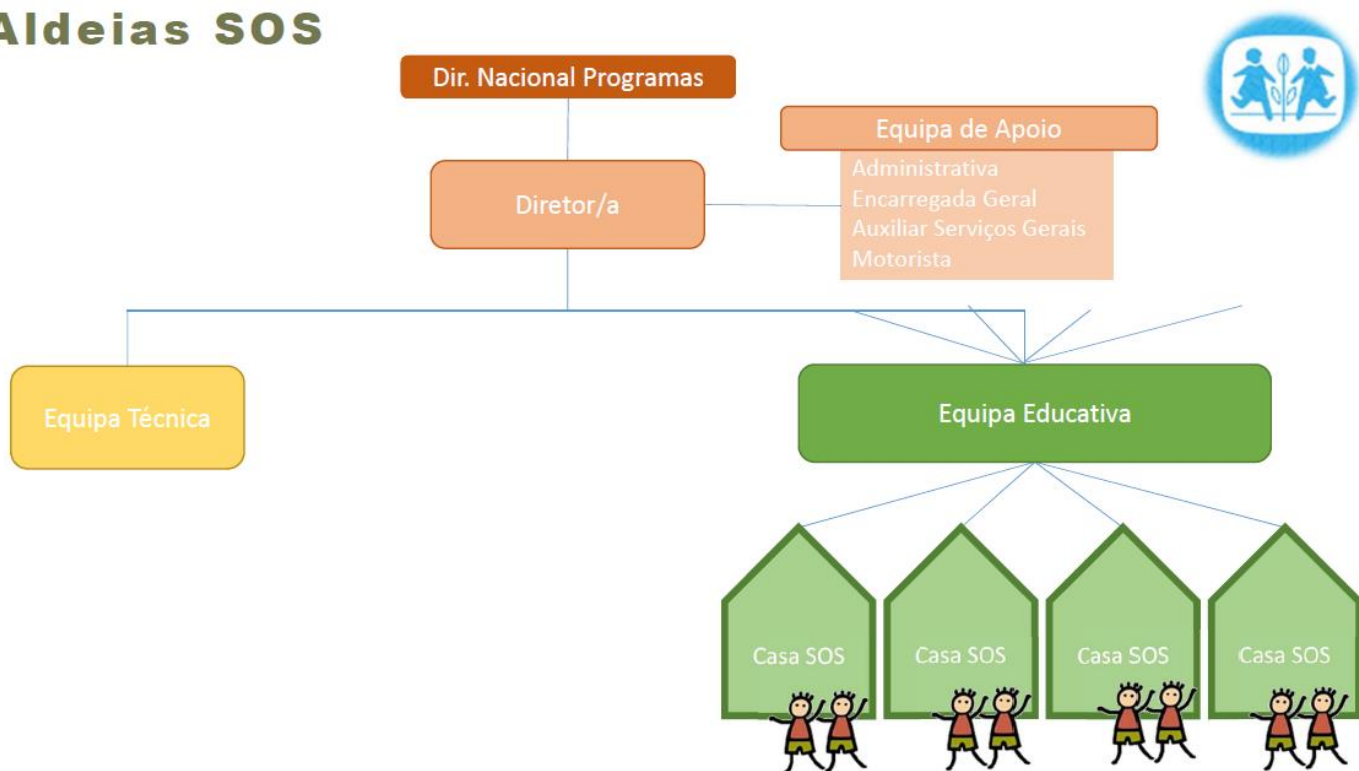 Aldeias SOS
Dir. Nacional Programas
Equipa de Apoio
Administrativa
Encarregada Geral
Auxiliar Serviços Gerais
Motorista
Diretor/a
Equipa Técnica
Equipa Educativa
Casa SOS
Casa SOS
Casa SOS
Casa SOS